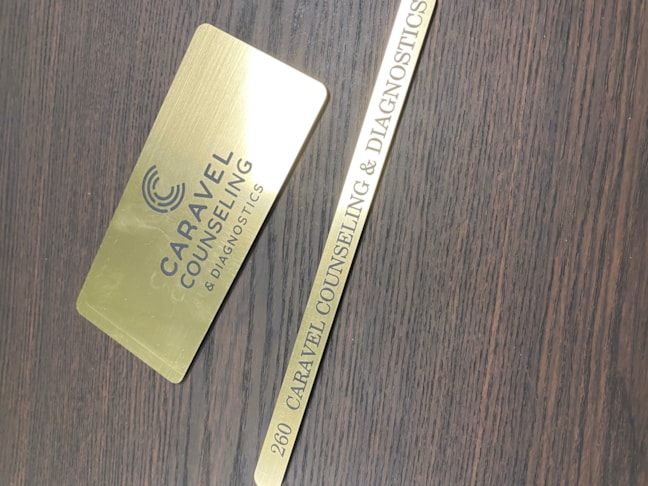 CARAVEL
COUNSELING
& DIAGNOSTICS
260 CARAVEL COUNSELING & DIAGNOSTICS